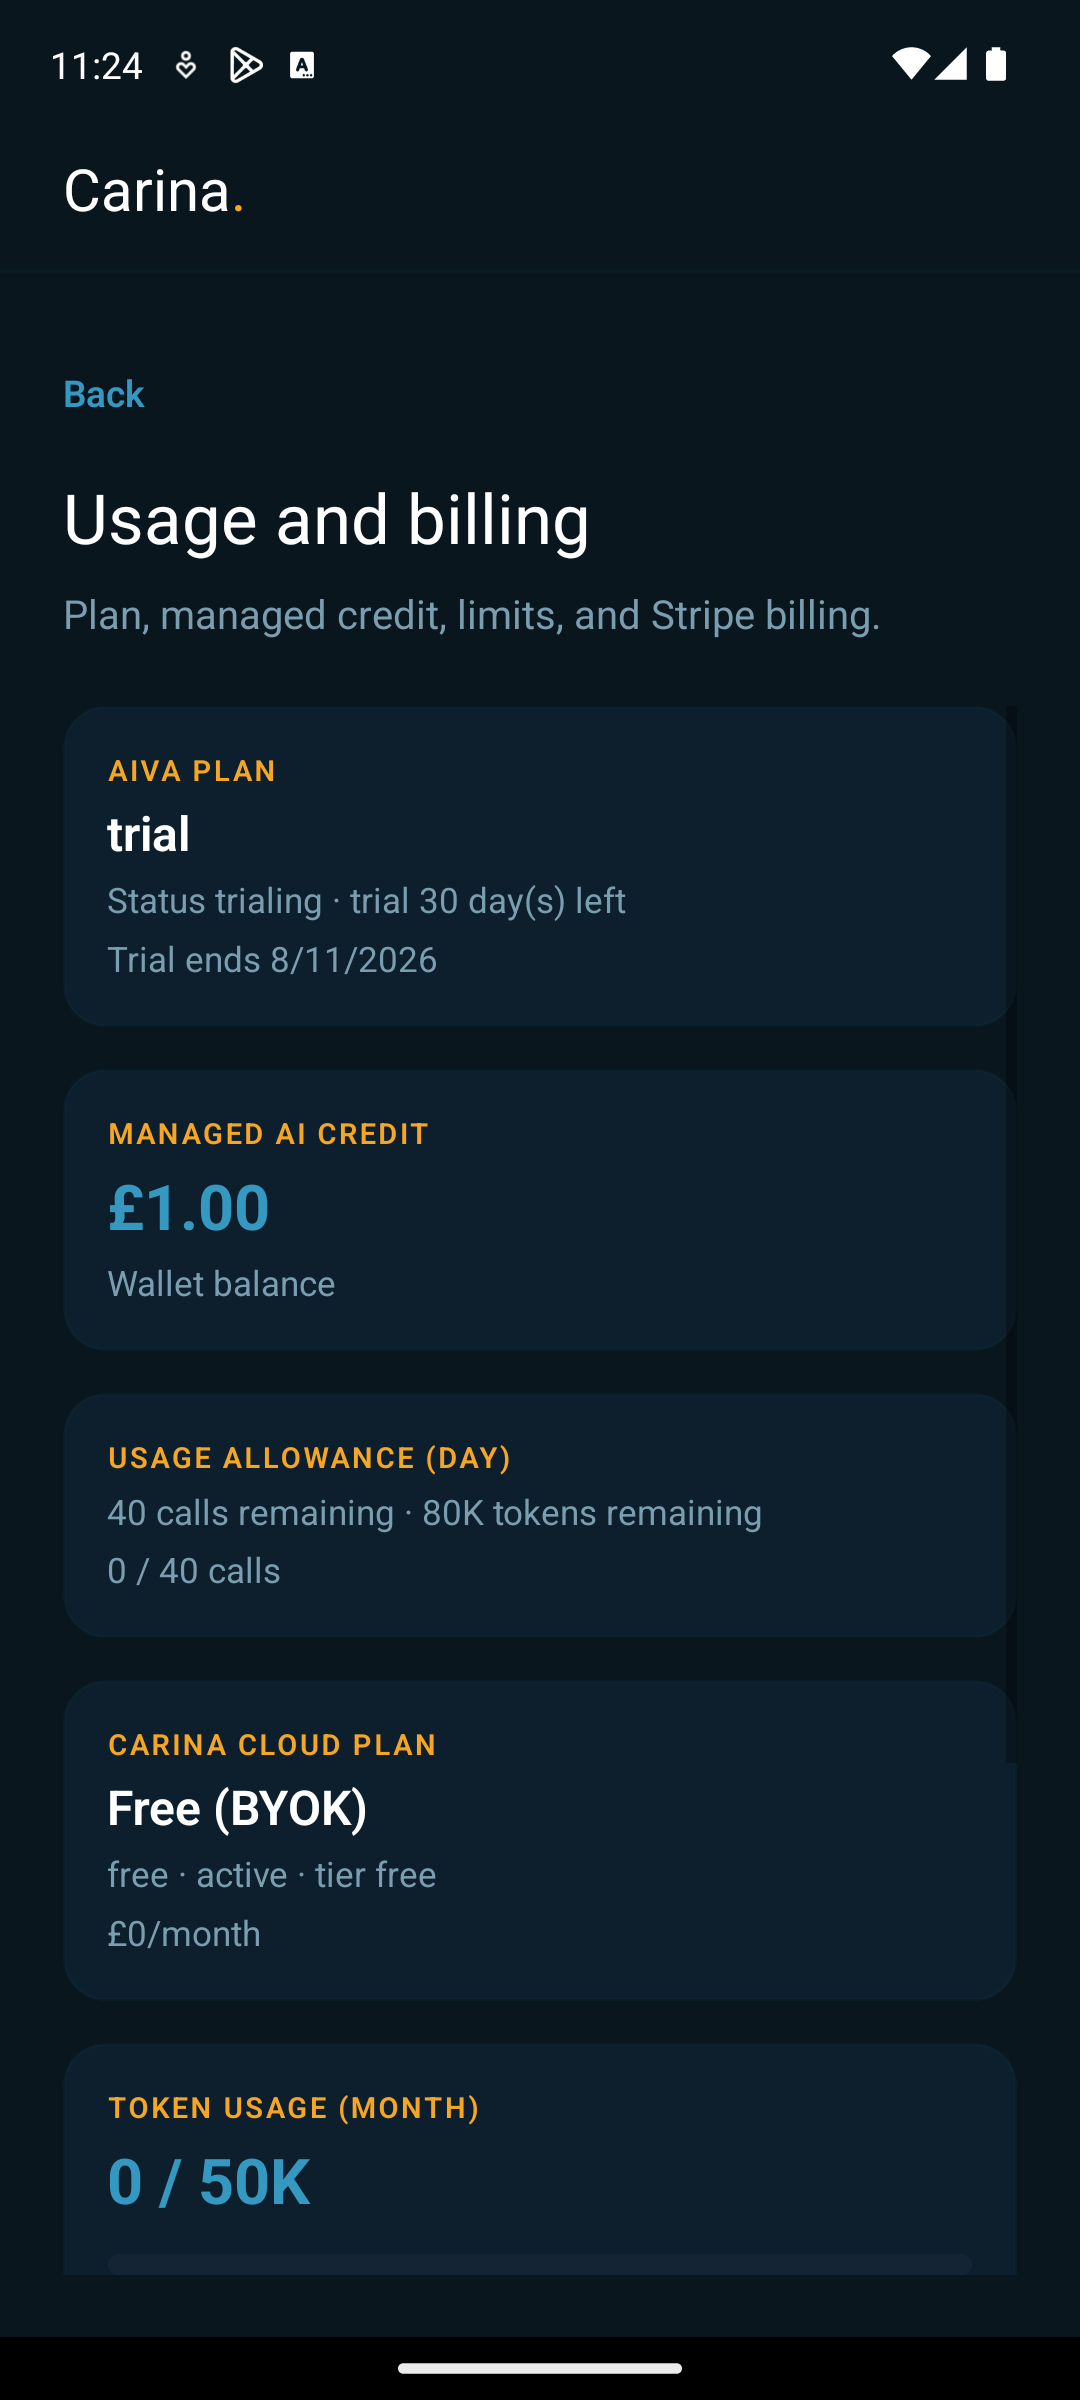 11:24
Carina.
Back
Usage and billing
Plan, managed credit, limits, and Stripe billing.
AIVA PLAN
trial
Status trialing · trial 30 day(s) left
Trial ends 8/11/2026
MANAGED AI CREDIT
£1.00
Wallet balance
USAGE ALLOWANCE (DAY)
40 calls remaining · 80K tokens remaining
0 / 40 calls
CARINA CLOUD PLAN
Free (BYOK)
free · active · tier free
£0/month
TOKEN USAGE (MONTH)
0 / 50K